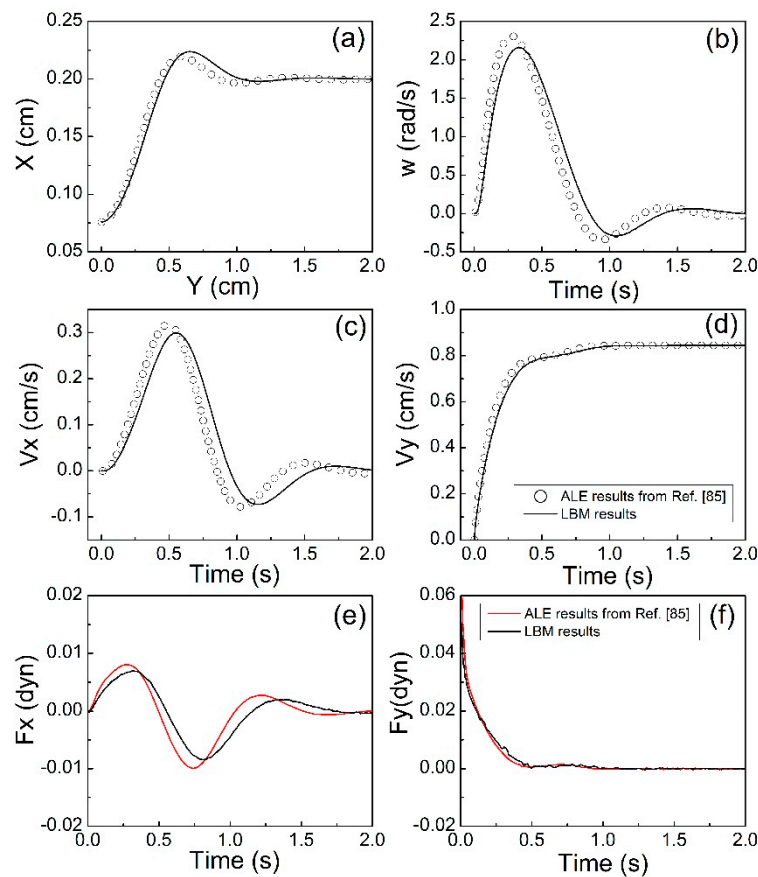 (a)
X (cm)
0.25
0.20
0.15
0.10
0.05
0.0 0.5 1.0 1.5 2.0
Y (cm)
(b)
w (rad/s)
2.5
2.0
1.5
1.0
0.5
0.0
-0.5
0.0 0.5 1.0 1.5 2.0
Time (s)
(c)
Vx (cm/s)
0.3
0.2
0.1
0.0
-0.1
0.0 0.5 1.0 1.5 2.0
Time (s)
(d)
Vy (cm/s)
1.0
0.8
0.6
0.4
0.2
0.0
ALE results from Ref. [85]
LBM results
0.0 0.5 1.0 1.5 2.0
Time (s)
(e)
Fx (dyn)
0.02
0.01
0.00
-0.01
-0.02
0.0 0.5 1.0 1.5 2.0
Time (s)
(f)
ALE results from Ref. [85]
LBM results
Fy(dyn)
0.06
0.04
0.02
0.00
-0.02
0.0 0.5 1.0 1.5 2.0
Time (s)